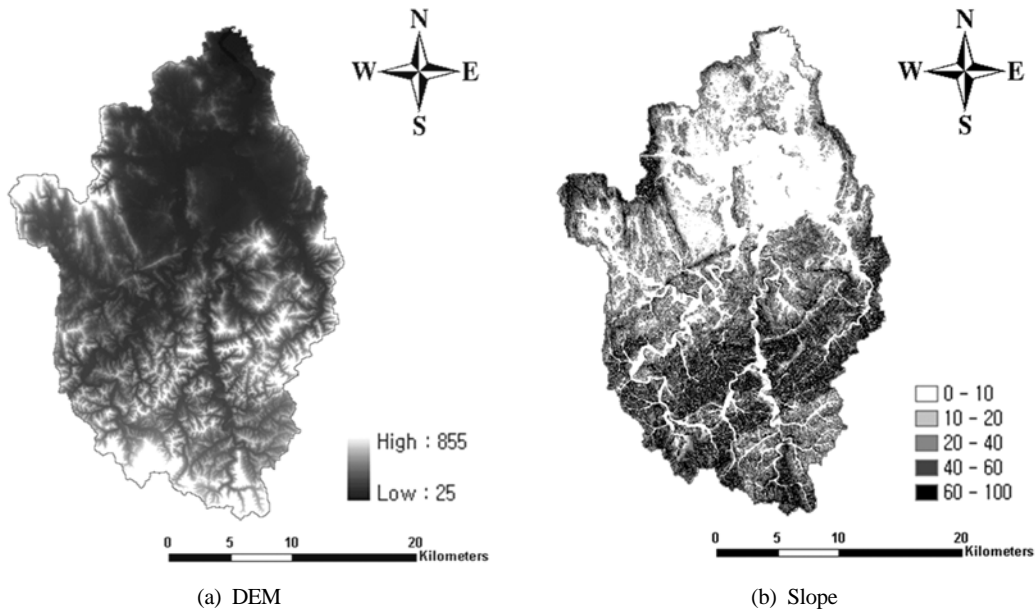 N
W E
S
High : 855
Low : 25
0 5 10 20
Kilometers
(a) DEM
N
W E
S
0 - 10
10 - 20
20 - 40
40 - 60
60 - 100
0 5 10 20
Kilometers
(b) Slope